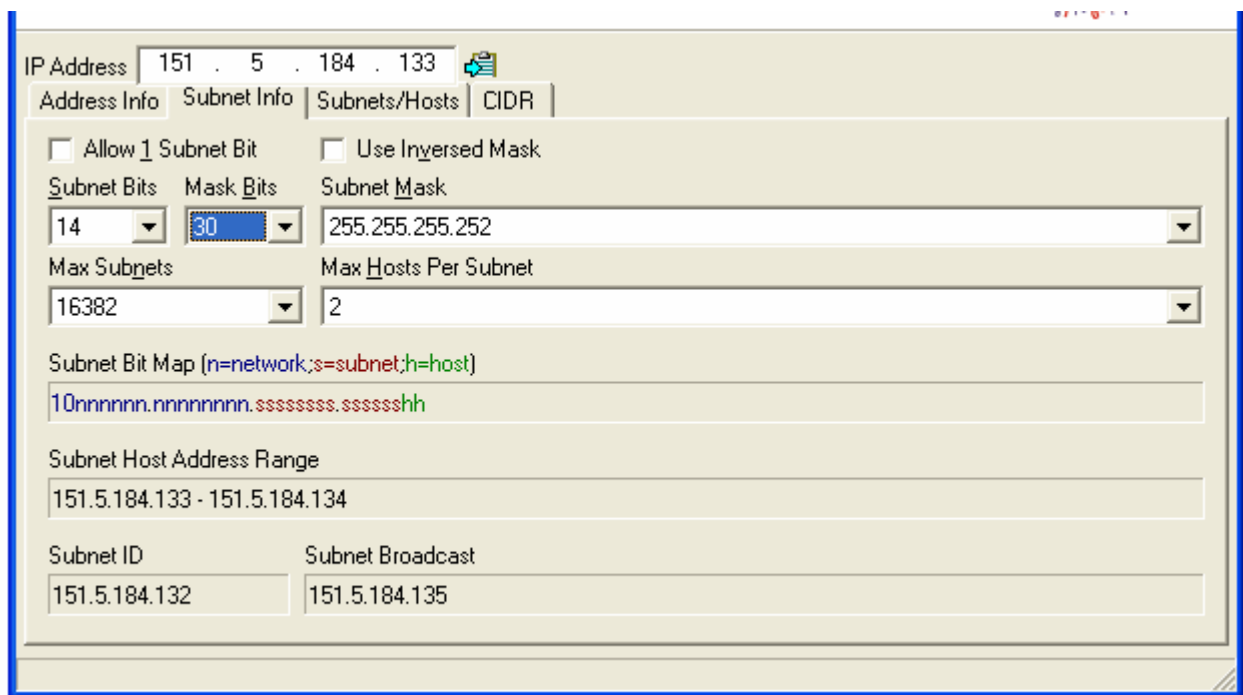 IP Address 151 . 5 . 184 . 133
Address Info Subnet Info Subnets/Hosts CIDR
Allow 1 Subnet Bit Use Inversed Mask
Subnet Bits Mask Bits Subnet Mask
14 30 255.255.255.252
Max Subnets Max Hosts Per Subnet
16382 2
Subnet Bit Map (n=network;s=subnet;h=host)
10nnnnnn.nnnnnnnn.ssssssss.sssssshh
Subnet Host Address Range
151.5.184.133 - 151.5.184.134
Subnet ID Subnet Broadcast
151.5.184.132 151.5.184.135